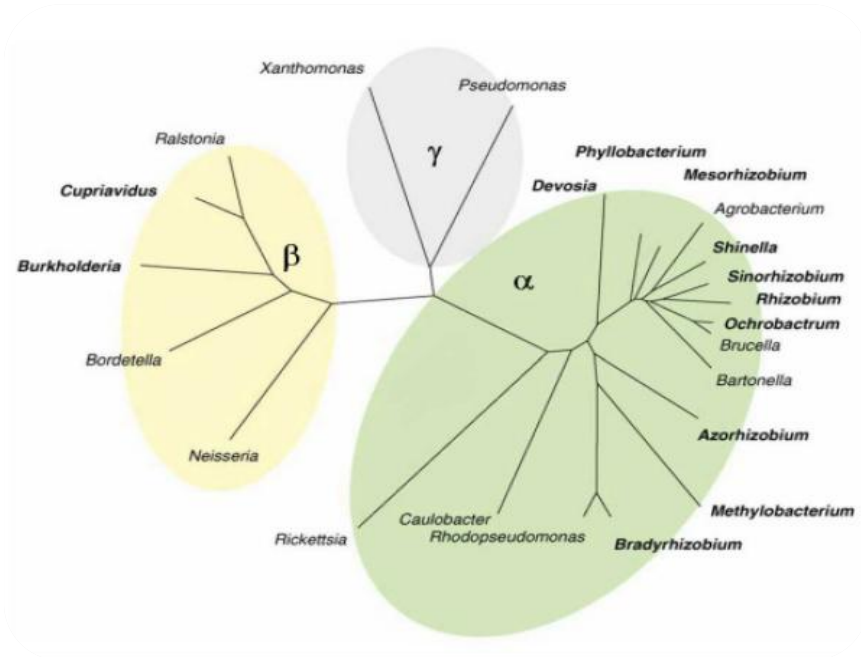 Xanthomonas
Pseudomonas
γ
Ralstonia
Cupriavidus
Burkholderia
β
Bordetella
Neisseria
Phyllobacterium
Devosia
Mesorhizobium
Agrobacterium
Shinella
Sinorhizobium
Rhizobium
Ochrobactrum
Brucella
Bartonella
α
Azorhizobium
Methylobacterium
Bradyrhizobium
Rhodopseudomonas
Caulobacter
Rickettsia